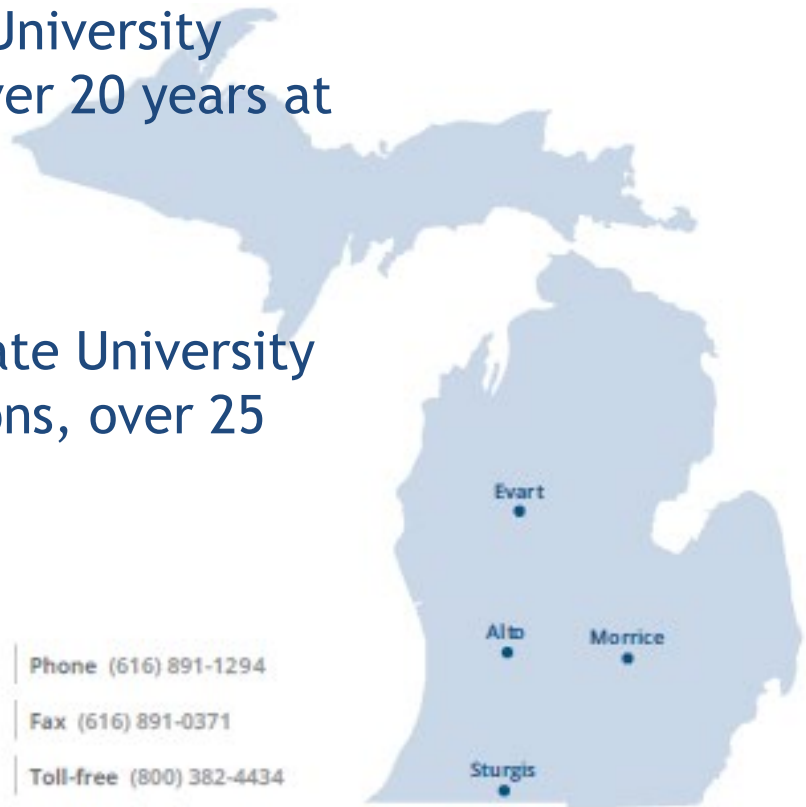 University
ver 20 years at
ate University
ons, over 25
Evart
Alto
Morrice
Phone (616) 891-1294
Fax (616) 891-0371
Toll-free (800) 382-4434
Sturgis